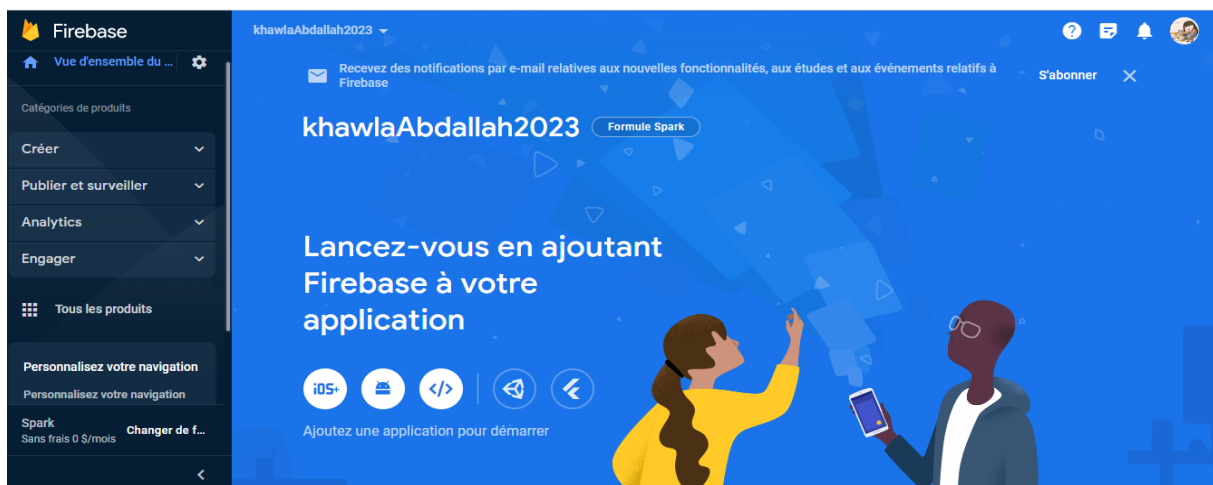 Firebase
khawlaAbdallah2023
Vue d'ensemble du ...
Recevez des notifications par e-mail relatives aux nouvelles fonctionnalités, aux études et aux événements relatifs à
Firebase
S'abonner
Catégories de produits
khawlaAbdallah2023
Formule Spark
Créer
Publier et surveiller
Analytics
Engager
Lancez-vous en ajoutant
Firebase à votre
application
Tous les produits
Personnalisez votre navigation
Personnalisez votre navigation
iOS+
</>
Ajoutez une application pour démarrer
Spark
Sans frais 0 $/mois
Changer de f...